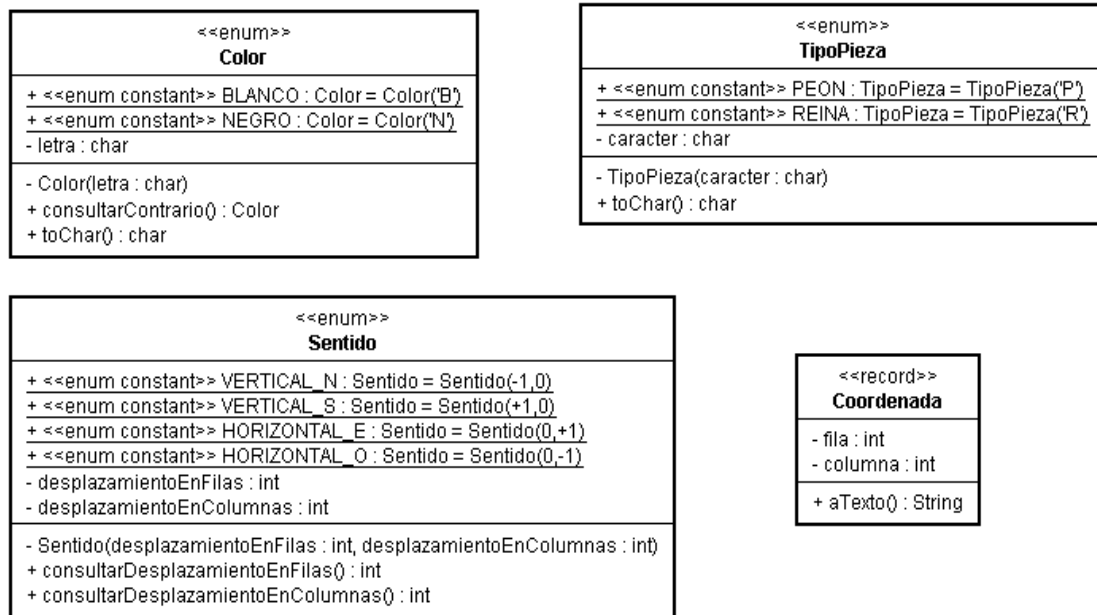 <<enum>>
Color
+ <<enum constant>> BLANCO : Color = Color('B')
+ <<enum constant>> NEGRO : Color = Color('N')
- letra : char
- Color(letra : char)
+ consultarContrario() : Color
+ toChar() : char
<<enum>>
TipoPieza
+ <<enum constant>> PEON : TipoPieza = TipoPieza('P')
+ <<enum constant>> REINA : TipoPieza = TipoPieza('R')
- caracter : char
- TipoPieza(caracter : char)
+ toChar() : char
<<enum>>
Sentido
+ <<enum constant>> VERTICAL_N : Sentido = Sentido(-1,0)
+ <<enum constant>> VERTICAL_S : Sentido = Sentido(+1,0)
+ <<enum constant>> HORIZONTAL_E : Sentido = Sentido(0,+1)
+ <<enum constant>> HORIZONTAL_O : Sentido = Sentido(0,-1)
- desplazamientoEnFilas : int
- desplazamientoEnColumnas : int
- Sentido(desplazamientoEnFilas : int, desplazamientoEnColumnas : int)
+ consultarDesplazamientoEnFilas() : int
+ consultarDesplazamientoEnColumnas() : int
<<record>>
Coordenada
- fila : int
- columna : int
+ aTexto() : String